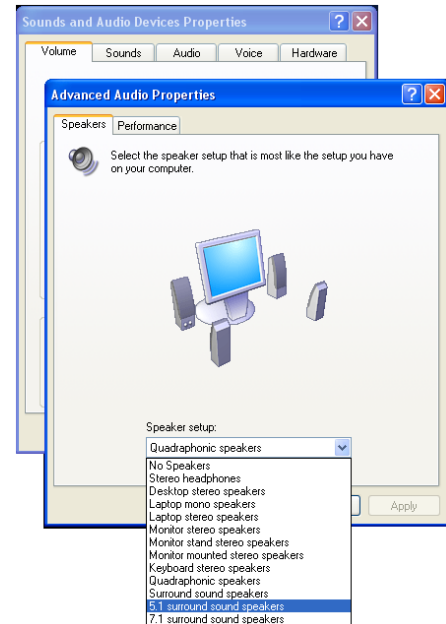 Sounds and Audio Devices Properties
Volume Sounds Audio Voice Hardware
Advanced Audio Properties
Speakers Performance
Select the speaker setup that is most like the setup you have
on your computer.
Speaker setup:
Quadraphonic speakers
No Speakers
Stereo headphones
Desktop stereo speakers
Laptop mono speakers
Laptop stereo speakers
Monitor stereo speakers
Monitor stand stereo speakers
Monitor mounted stereo speakers
Keyboard stereo speakers
Quadraphonic speakers
Surround sound speakers
5.1 surround sound speakers
7.1 surround sound speakers
Apply